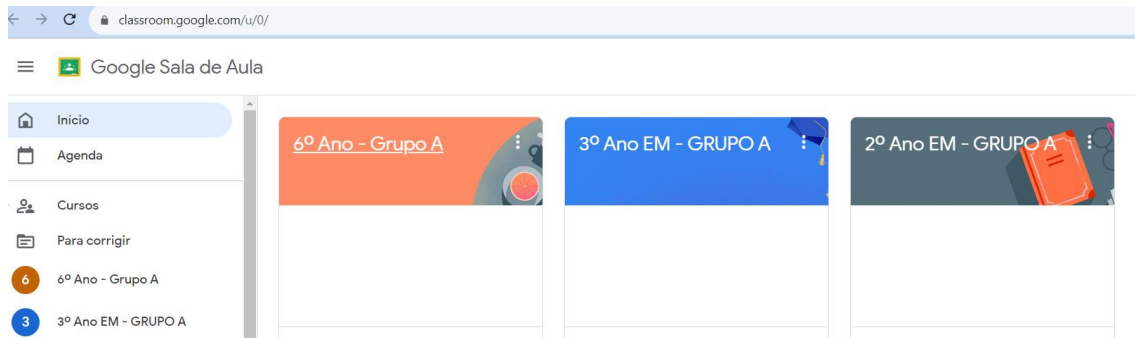 classroom.google.com/u/0/
Google Sala de Aula
Início
Agenda
Cursos
Para corrigir
6 6º Ano - Grupo A
3 3º Ano EM - GRUPO A
6º Ano - Grupo A
3º Ano EM - GRUPO A
2º Ano EM - GRUPO A